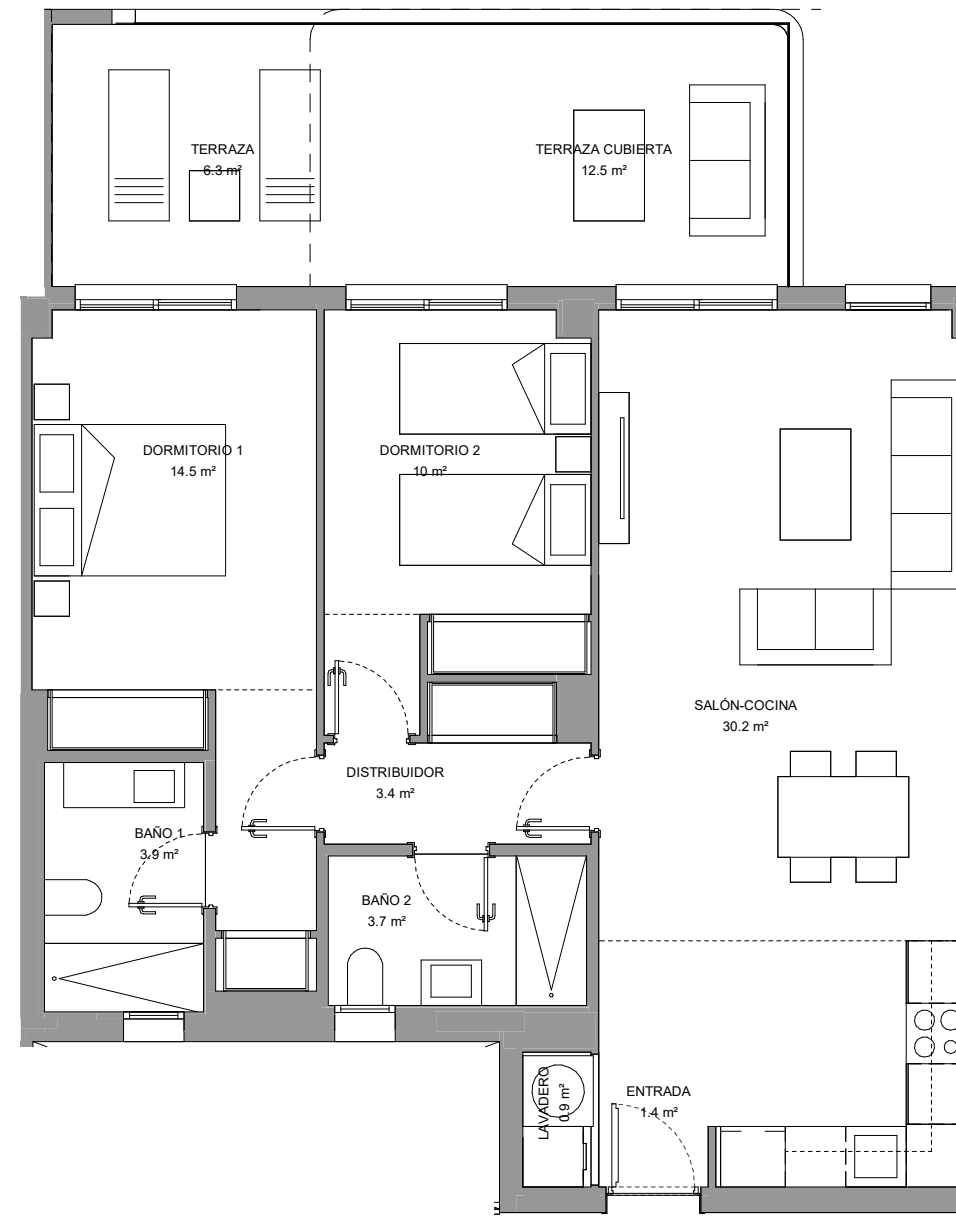 TERRAZA
6.3 m²
TERRAZA CUBIERTA
12.5 m²
DORMITORIO 1
14.5 m²
DORMITORIO 2
10 m²
SALÓN-COCINA
30.2 m²
DISTRIBUIDOR
3.4 m²
BAÑO 1
3.9 m²
BAÑO 2
3.7 m²
LAVADERO
0.9 m²
ENTRADA
1.4 m²